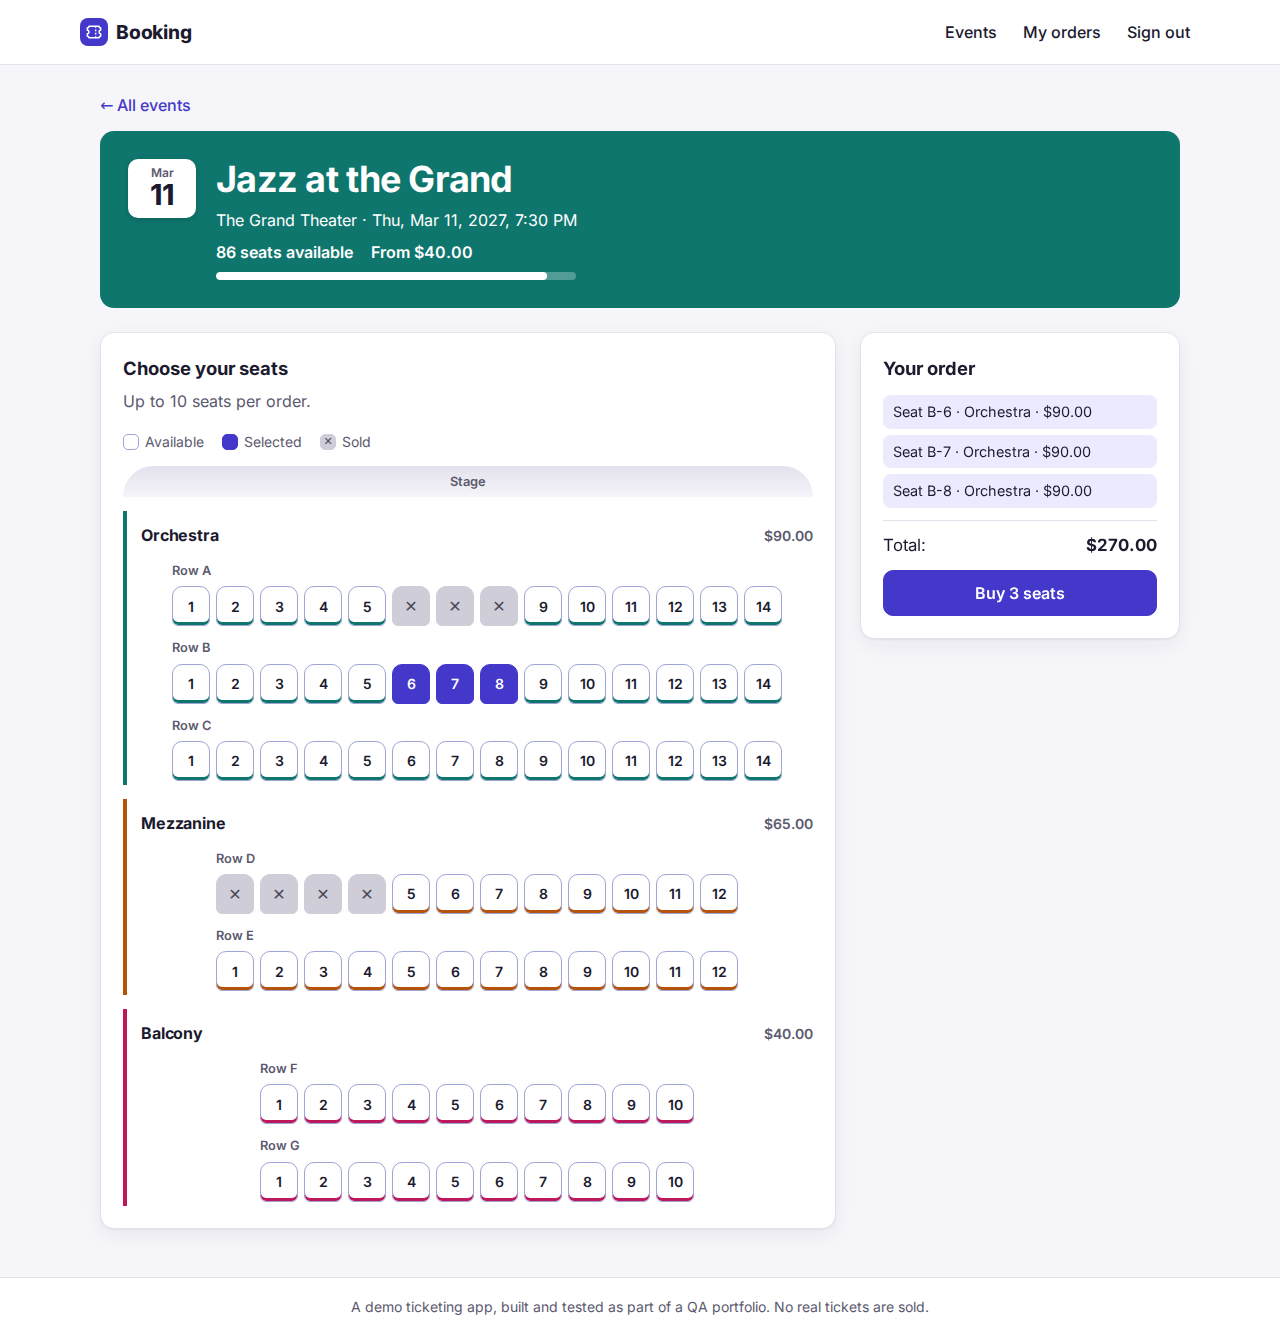 Booking
Events My orders Sign out
← All events
Mar
11
Jazz at the Grand
The Grand Theater · Thu, Mar 11, 2027, 7:30 PM
86 seats available From $40.00
Choose your seats
Up to 10 seats per order.
Available Selected ✕ Sold
Stage
Orchestra $90.00
Row A
1 2 3 4 5 ✕ ✕ ✕ 9 10 11 12 13 14
Row B
1 2 3 4 5 6 7 8 9 10 11 12 13 14
Row C
1 2 3 4 5 6 7 8 9 10 11 12 13 14
Mezzanine $65.00
Row D
✕ ✕ ✕ ✕ 5 6 7 8 9 10 11 12
Row E
1 2 3 4 5 6 7 8 9 10 11 12
Balcony $40.00
Row F
1 2 3 4 5 6 7 8 9 10
Row G
1 2 3 4 5 6 7 8 9 10
Your order
Seat B-6 · Orchestra · $90.00
Seat B-7 · Orchestra · $90.00
Seat B-8 · Orchestra · $90.00
Total: $270.00
Buy 3 seats
A demo ticketing app, built and tested as part of a QA portfolio. No real tickets are sold.